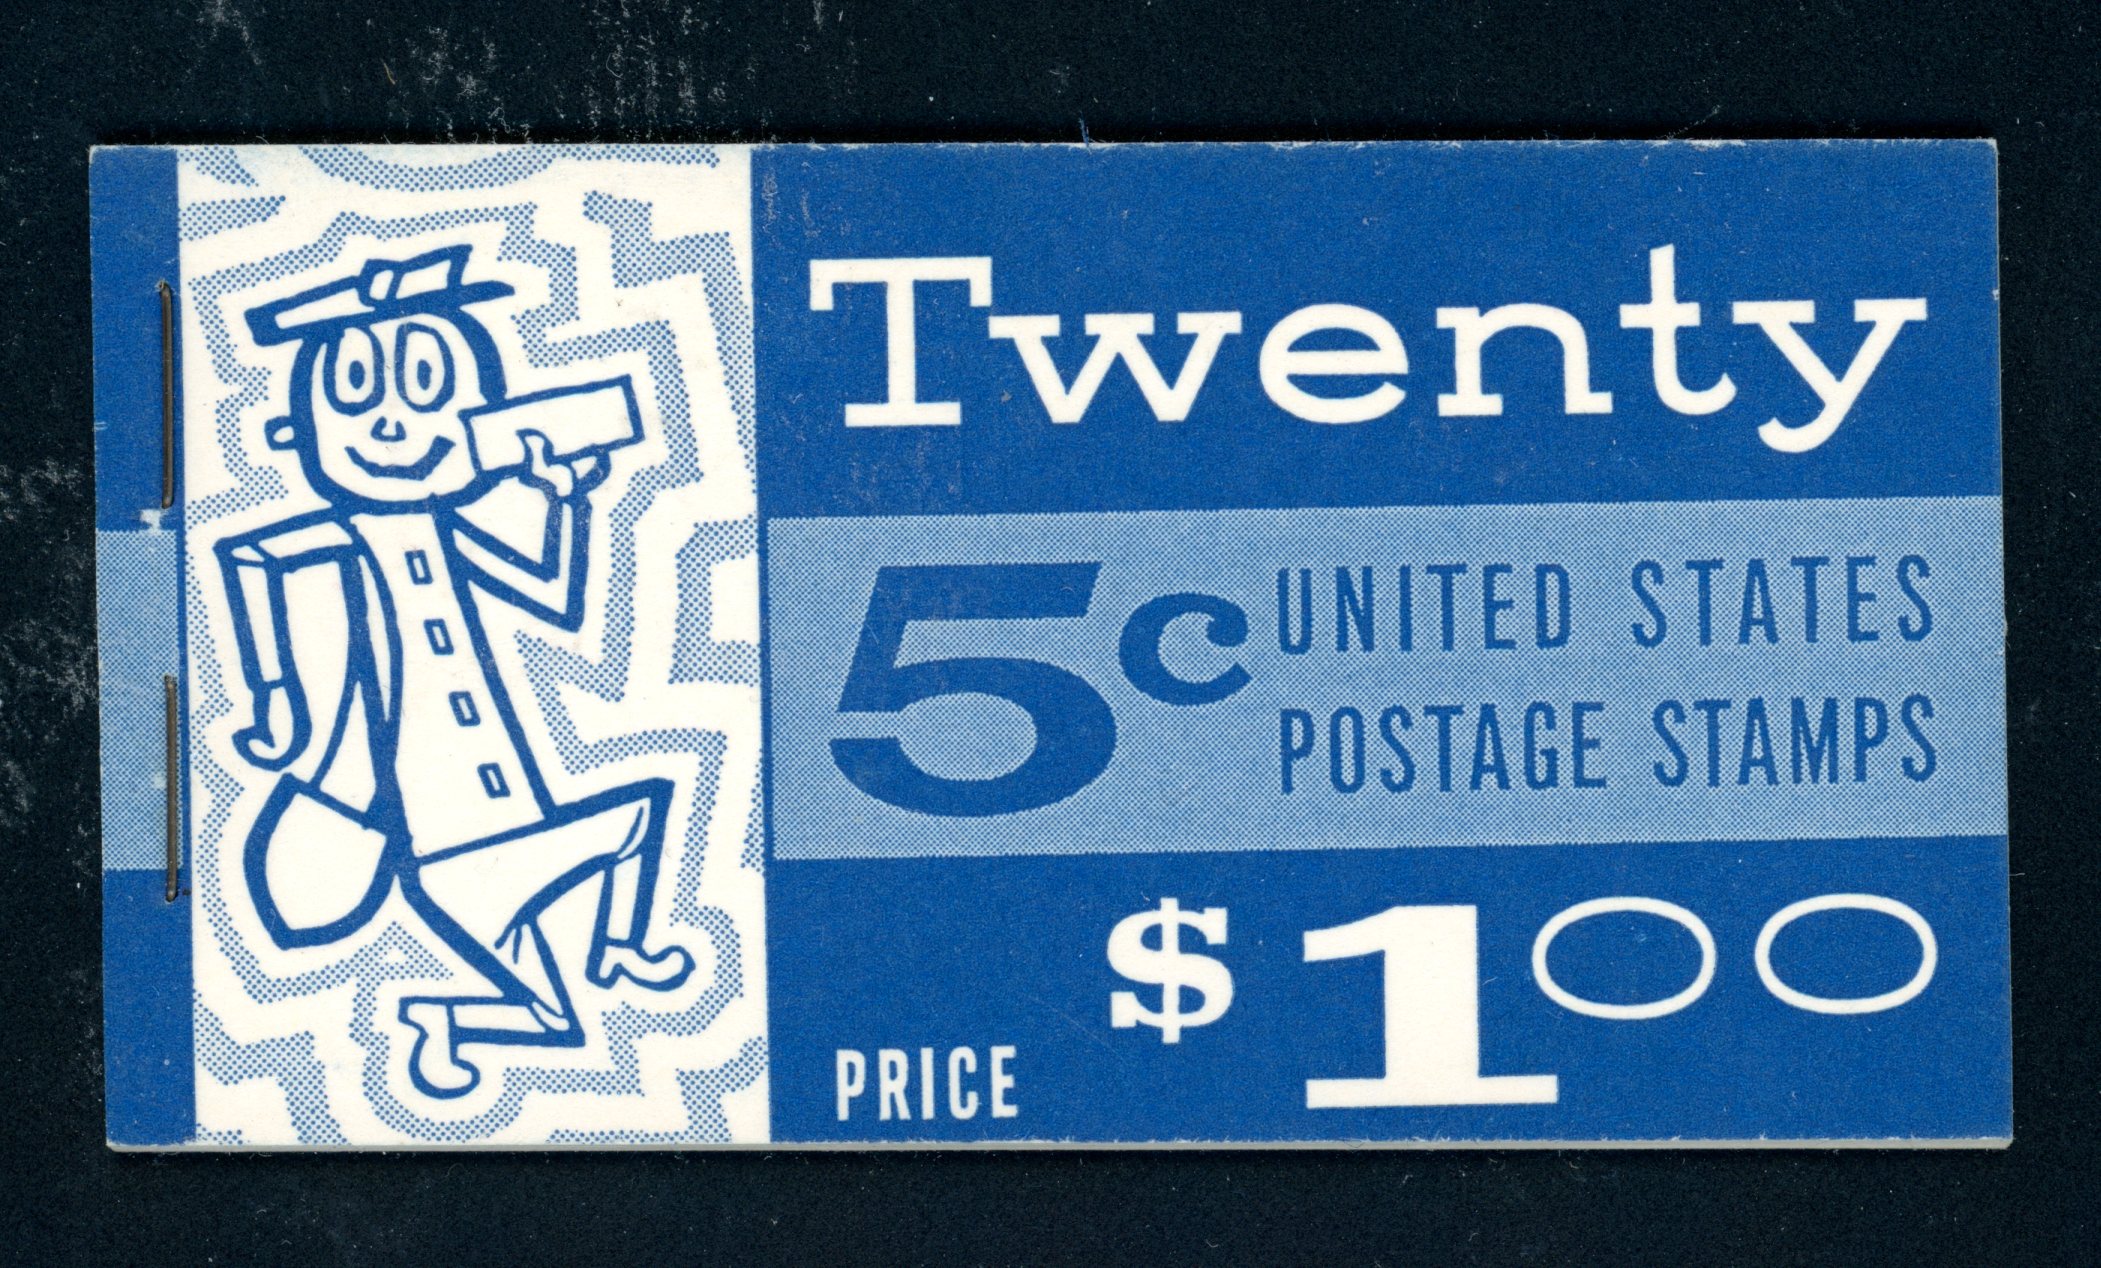 Twenty
5c UNITED STATES
POSTAGE STAMPS
PRICE $1.00